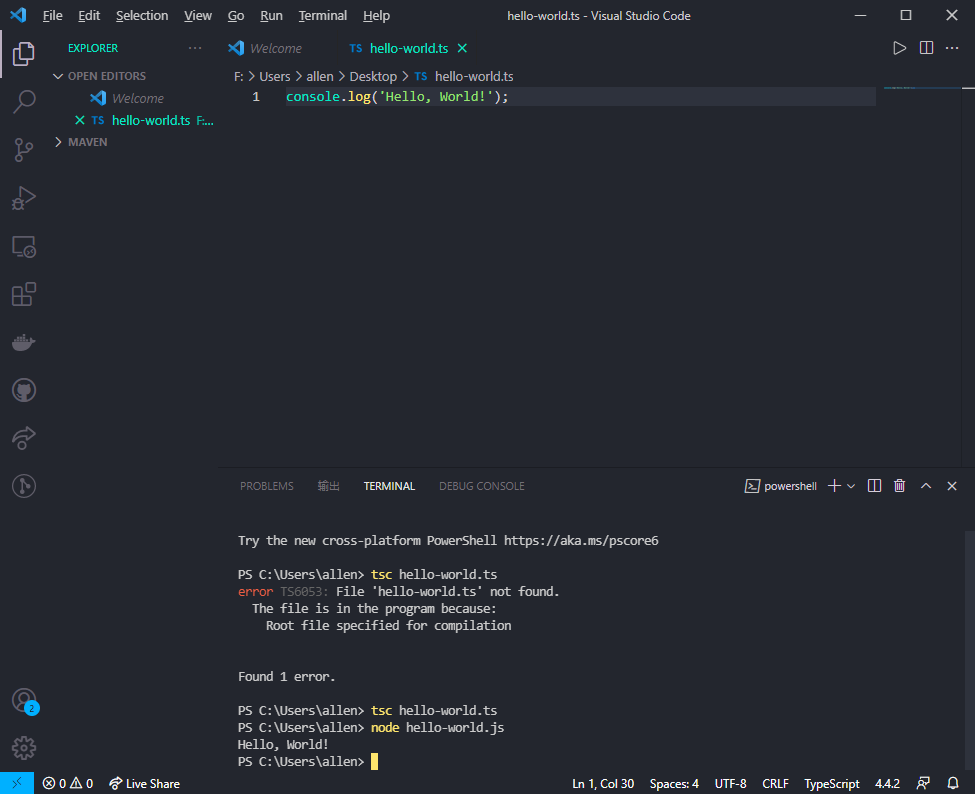 File Edit Selection View Go Run Terminal Help hello-world.ts - Visual Studio Code
EXPLORER ···
Welcome TS hello-world.ts
OPEN EDITORS
F: > Users > allen > Desktop > TS hello-world.ts
Welcome
1 console.log('Hello, World!');
TS hello-world.ts F:...
MAVEN
PROBLEMS 输出 TERMINAL DEBUG CONSOLE powershell
Try the new cross-platform PowerShell https://aka.ms/pscore6
PS C:\Users\allen> tsc hello-world.ts
error TS6053: File 'hello-world.ts' not found.
The file is in the program because:
Root file specified for compilation
Found 1 error.
PS C:\Users\allen> tsc hello-world.ts
PS C:\Users\allen> node hello-world.js
Hello, World!
PS C:\Users\allen>
2
0 0 Live Share Ln 1, Col 30 Spaces: 4 UTF-8 CRLF TypeScript 4.4.2